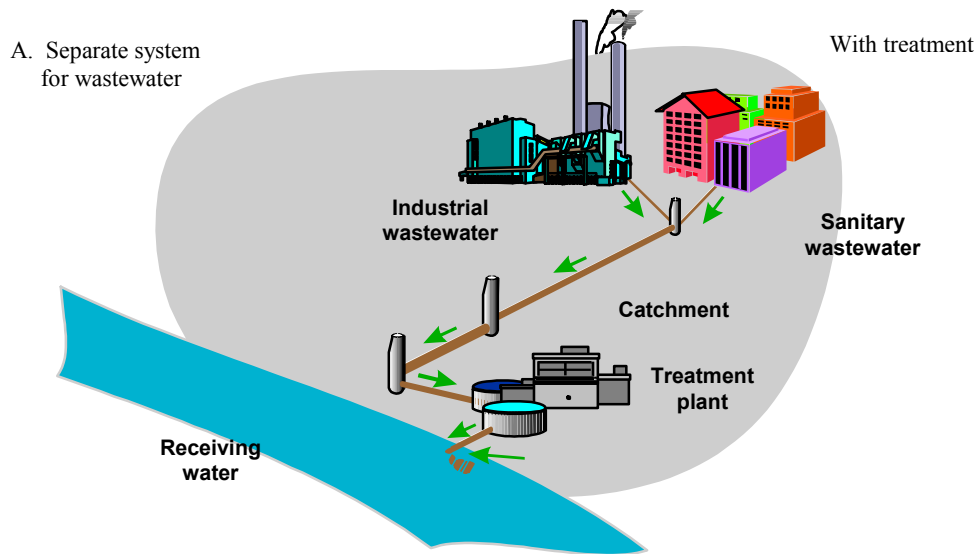 A. Separate system
for wastewater
With treatment
Industrial
wastewater
Sanitary
wastewater
Catchment
Treatment
plant
Receiving
water